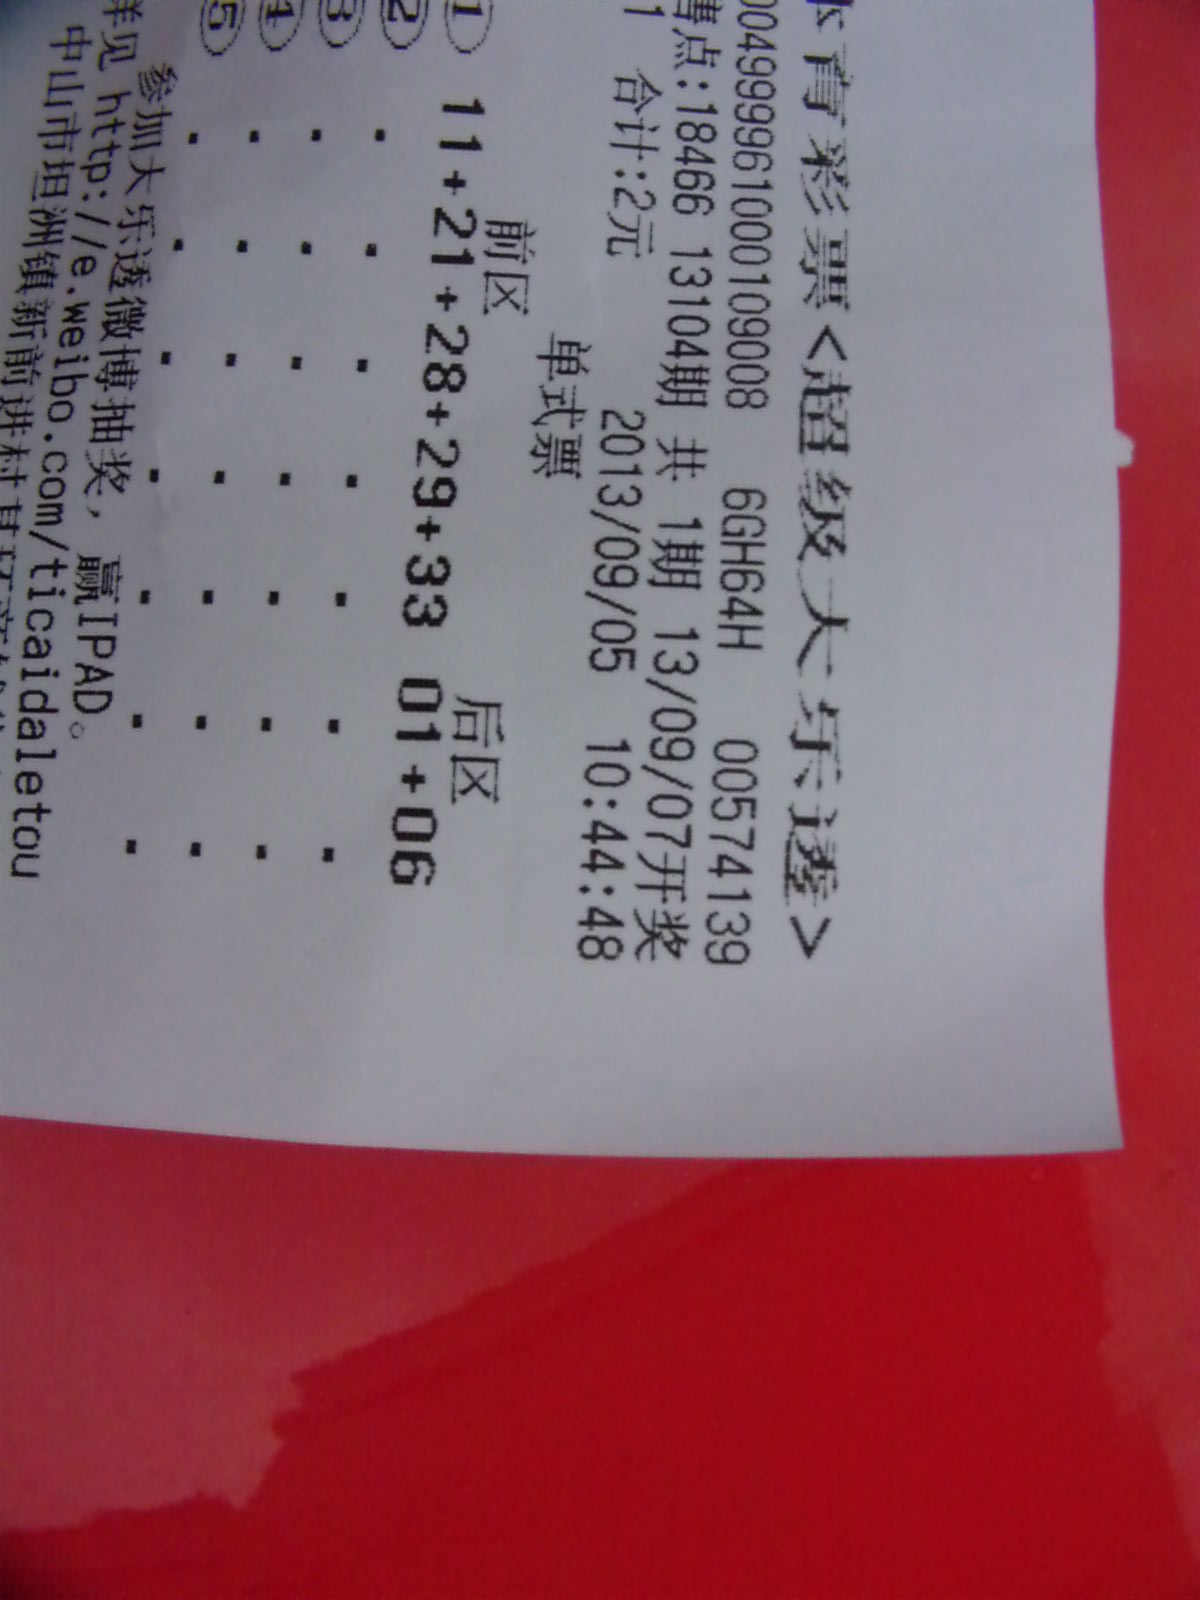 体育彩票<超级大乐透>
004999961000109008 6GH64H 00574139
售点:18466 13104期 共 1期 13/09/07开奖
1 合计:2元 2013/09/05 10:44:48
单式票
前区 后区
① 11+21+28+29+33 01+06
② . . . . . . .
③ . . . . . . .
④ . . . . . . .
⑤ . . . . . . .
参加大乐透微博抽奖，赢IPAD。
详见 http://e.weibo.com/ticaidaletou
中山市坦洲镇新前进村